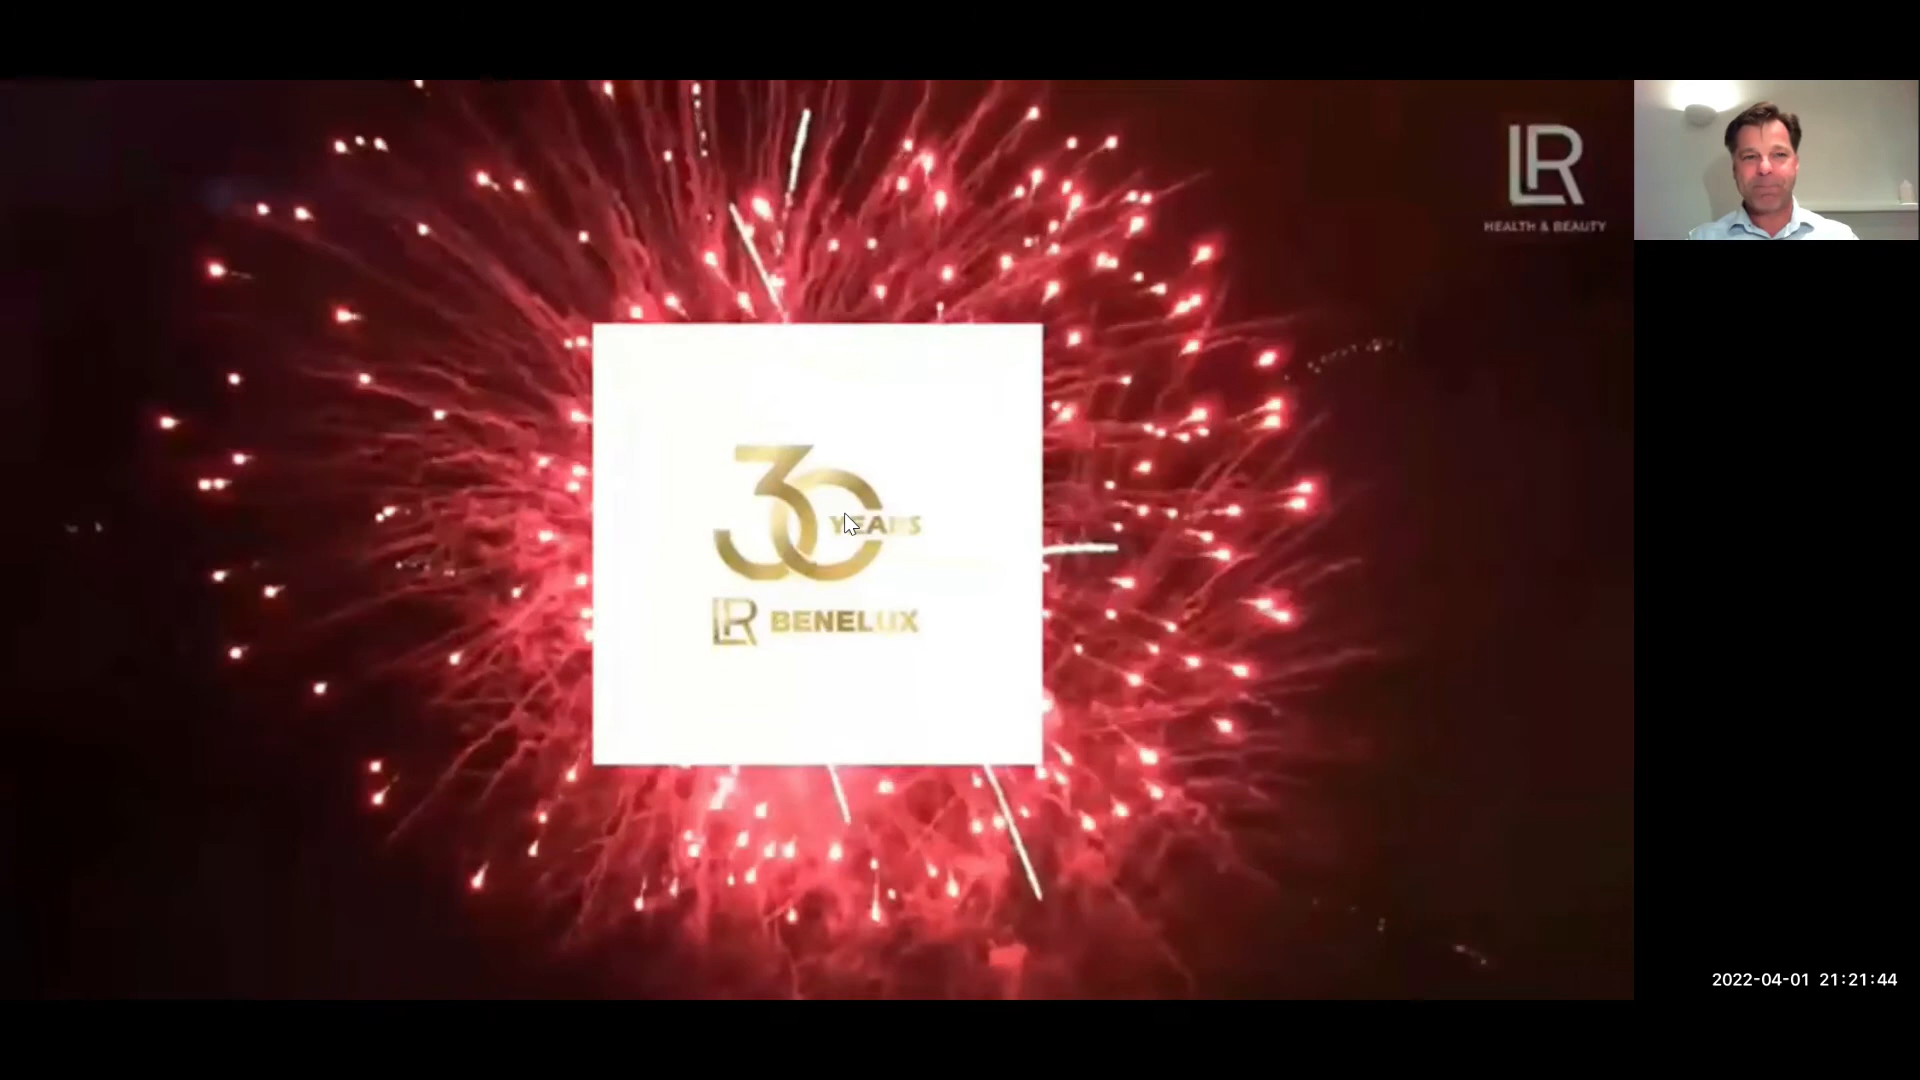 LR
HEALTH & BEAUTY
30
YEARS
LR BENELUX
2022-04-01 21:21:44